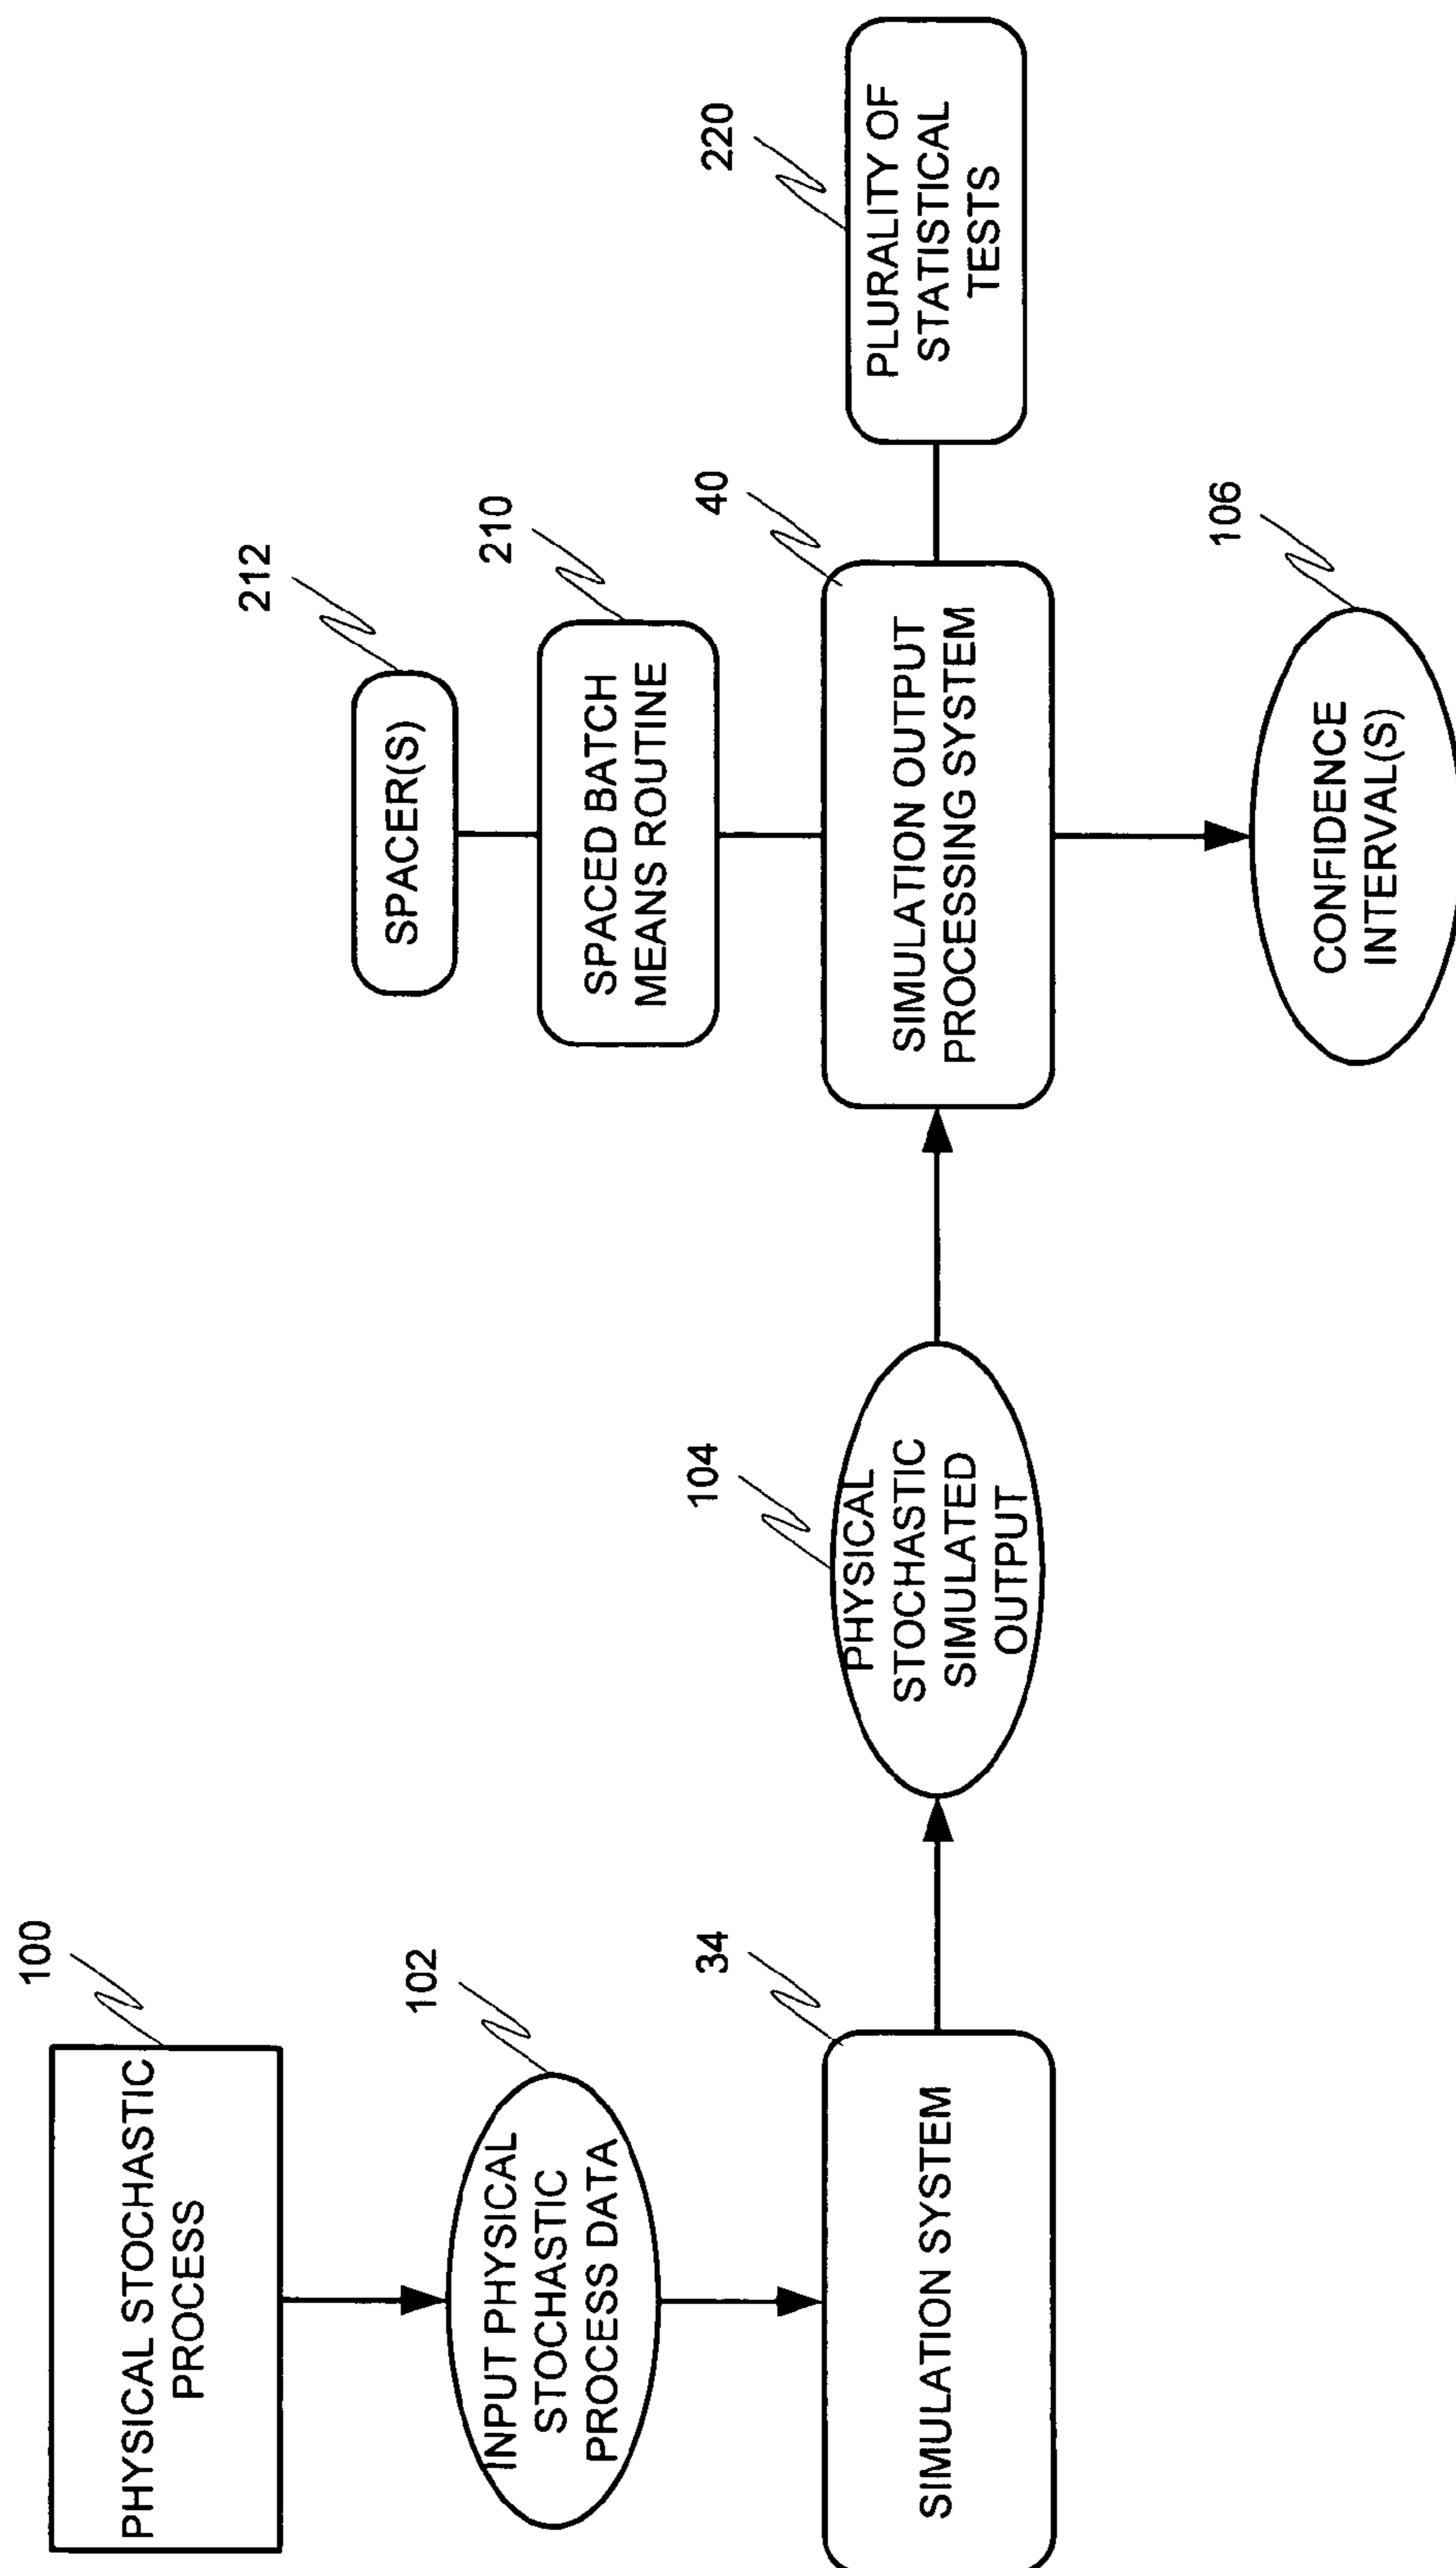 100
PHYSICAL STOCHASTIC
PROCESS
102
INPUT PHYSICAL
STOCHASTIC
PROCESS DATA
34
SIMULATION SYSTEM
104
PHYSICAL
STOCHASTIC
SIMULATED
OUTPUT
212
SPACER(S)
210
SPACED BATCH
MEANS ROUTINE
40
SIMULATION OUTPUT
PROCESSING SYSTEM
220
PLURALITY OF
STATISTICAL
TESTS
106
CONFIDENCE
INTERVAL(S)